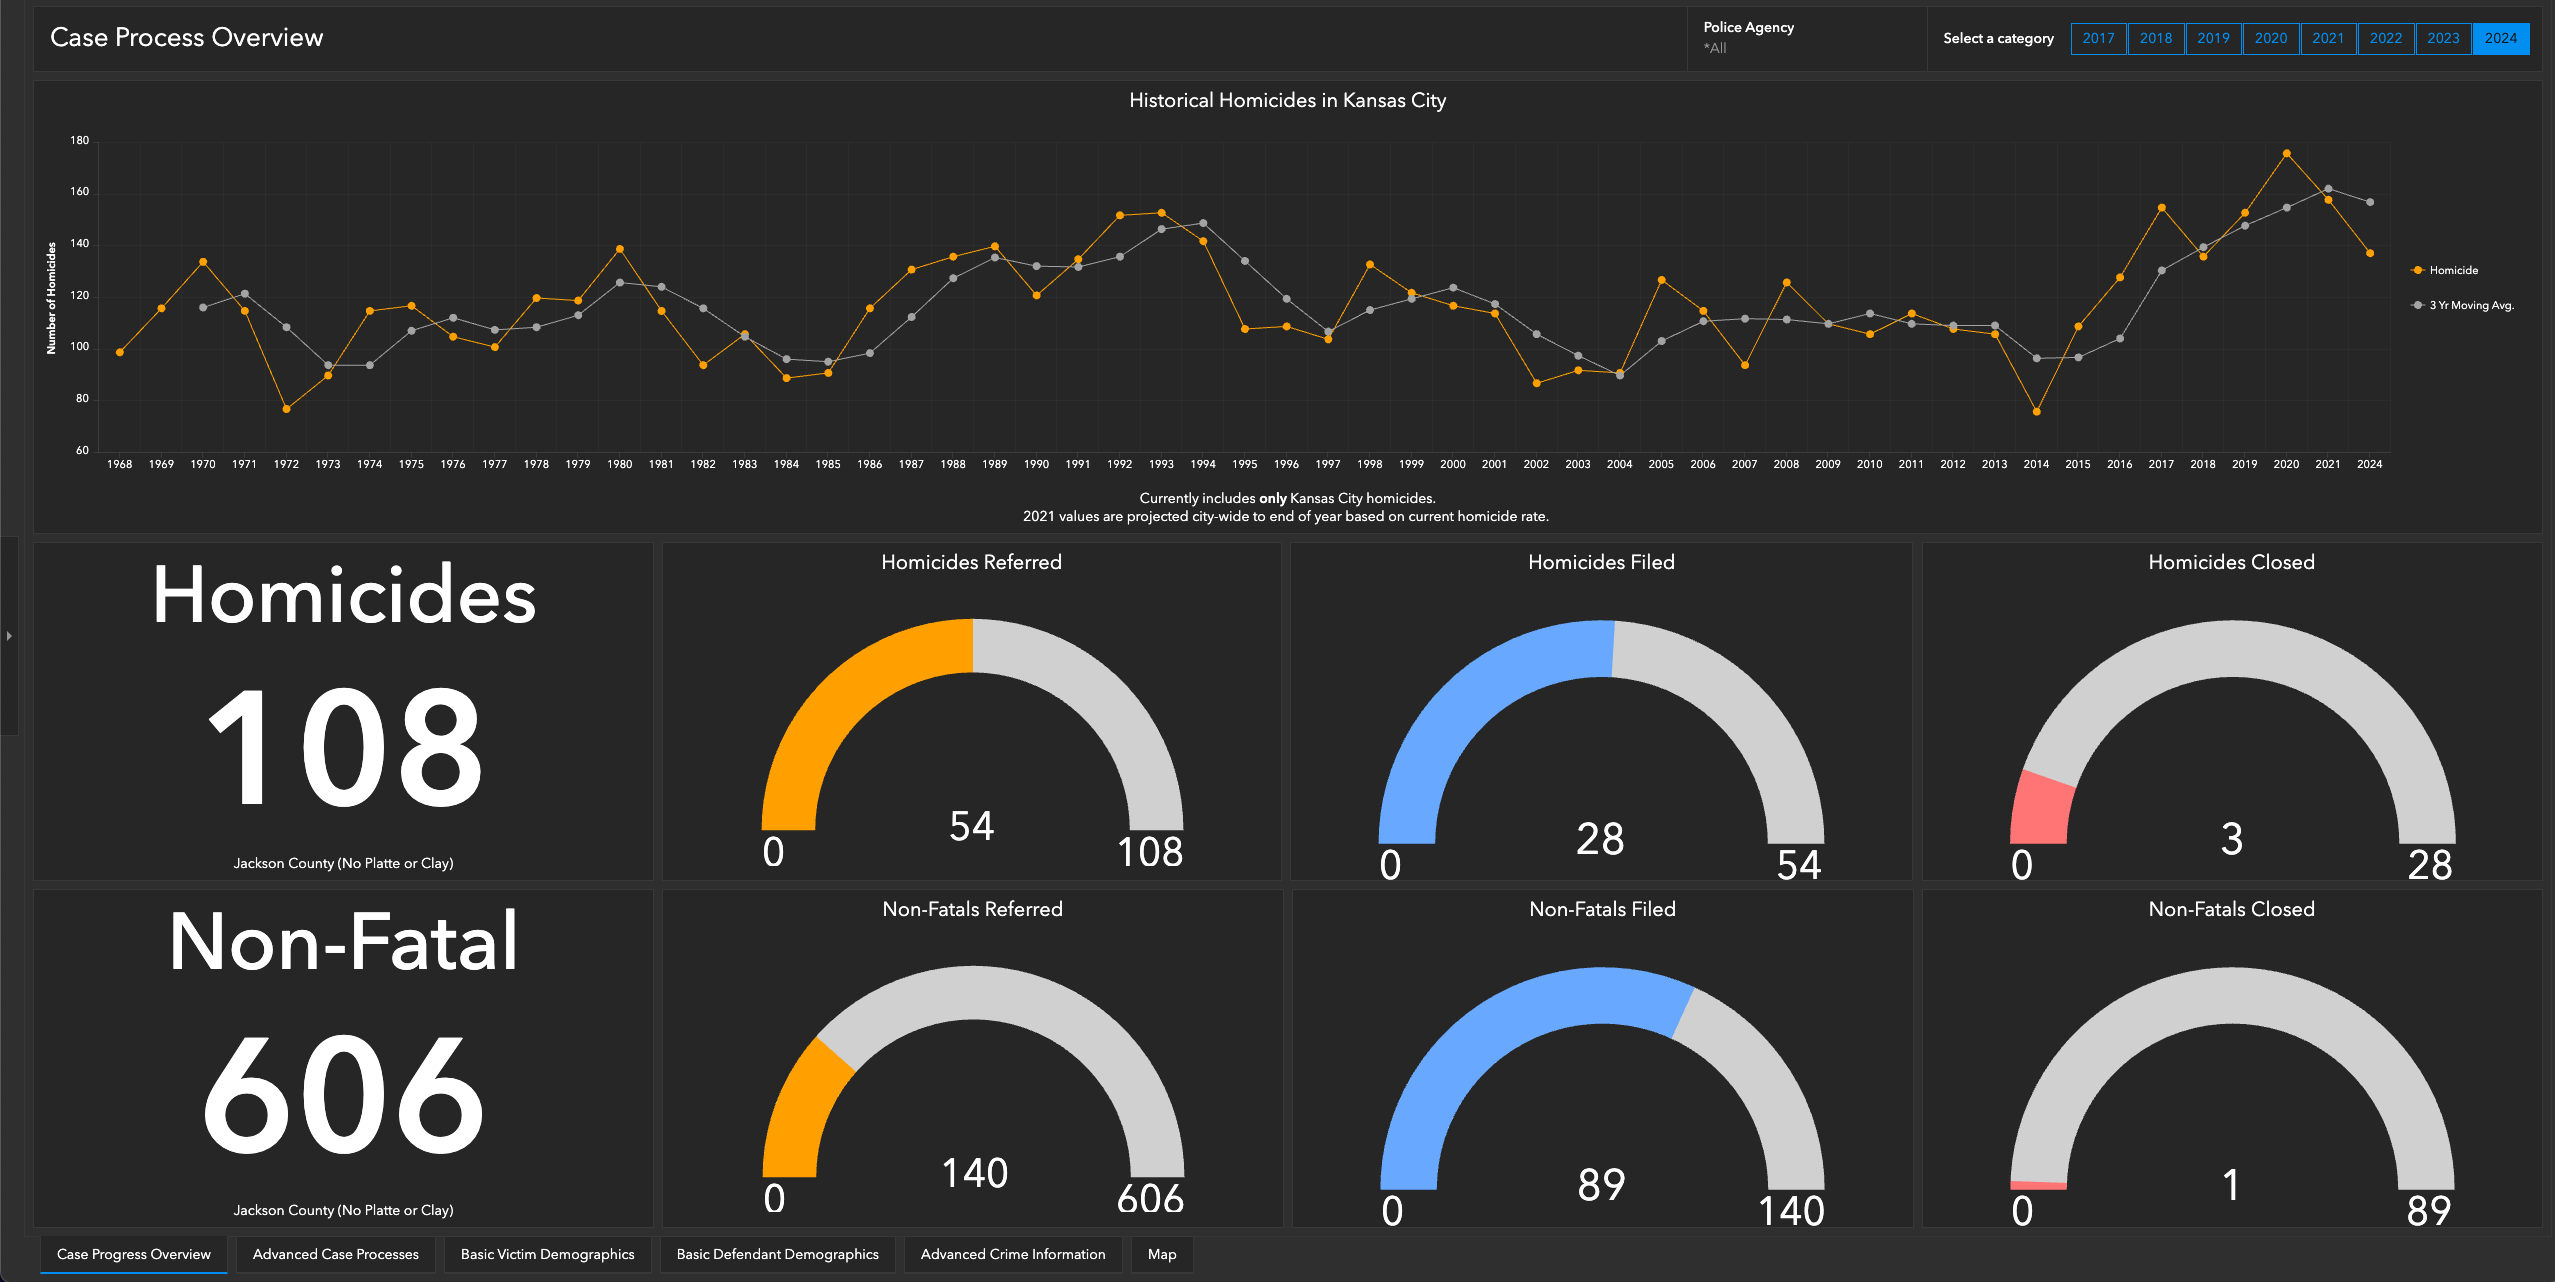 Case Process Overview
Police Agency
*All
Select a category
2017 2018 2019 2020 2021 2022 2023 2024
Historical Homicides in Kansas City
Number of Homicides
180
160
140
120
100
80
60
1968 1969 1970 1971 1972 1973 1974 1975 1976 1977 1978 1979 1980 1981 1982 1983 1984 1985 1986 1987 1988 1989 1990 1991 1992 1993 1994 1995 1996 1997 1998 1999 2000 2001 2002 2003 2004 2005 2006 2007 2008 2009 2010 2011 2012 2013 2014 2015 2016 2017 2018 2019 2020 2021 2024
Homicide
3 Yr Moving Avg.
Currently includes only Kansas City homicides.
2021 values are projected city-wide to end of year based on current homicide rate.
Homicides
108
Jackson County (No Platte or Clay)
Homicides Referred
54
0 108
Homicides Filed
28
0 54
Homicides Closed
3
0 28
Non-Fatal
606
Jackson County (No Platte or Clay)
Non-Fatals Referred
140
0 606
Non-Fatals Filed
89
0 140
Non-Fatals Closed
1
0 89
Case Progress Overview Advanced Case Processes Basic Victim Demographics Basic Defendant Demographics Advanced Crime Information Map